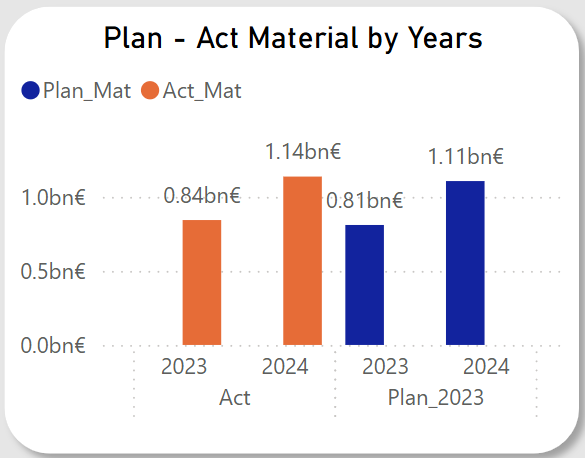 Plan - Act Material by Years
Plan_Mat Act_Mat
1.14bn€
1.11bn€
1.0bn€
0.84bn€
0.81bn€
0.5bn€
0.0bn€
2023 2024 2023 2024
Act Plan_2023